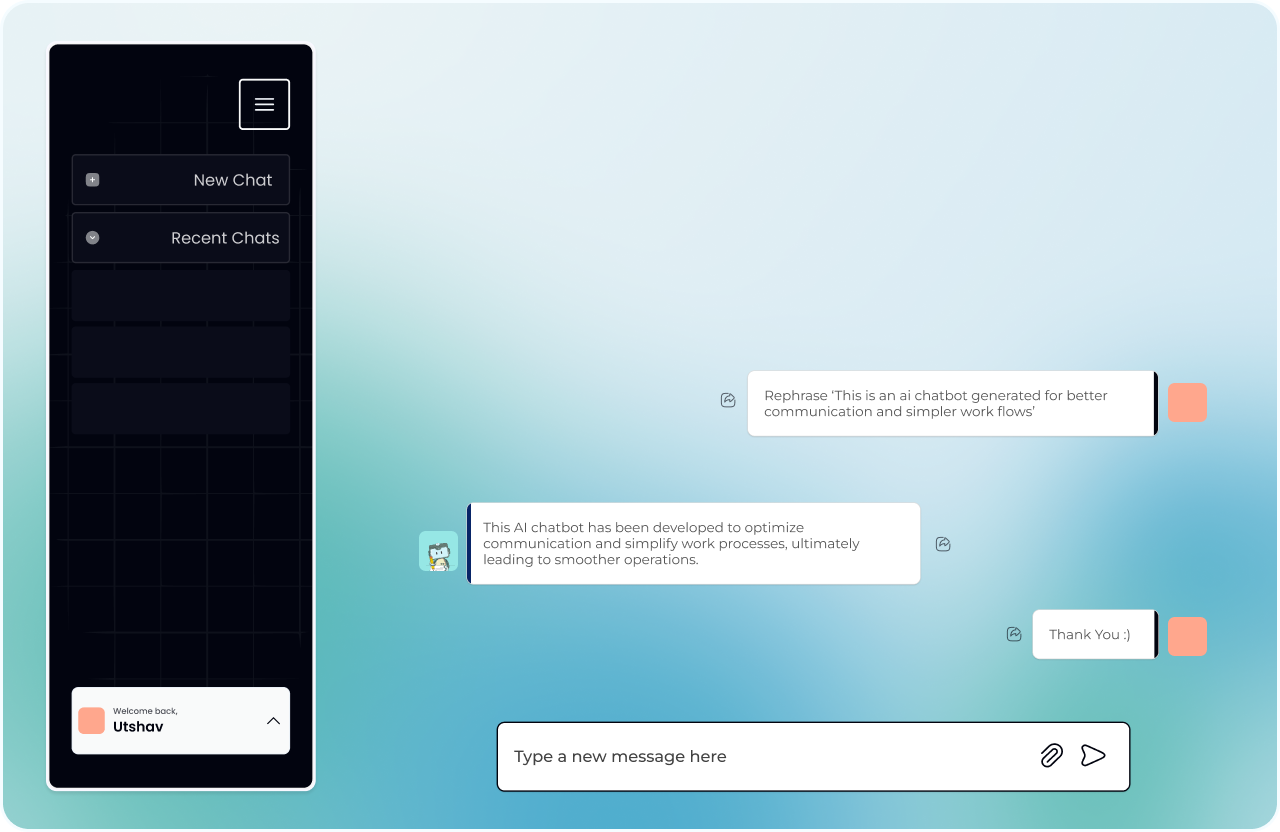 New Chat
Recent Chats
Rephrase ‘This is an ai chatbot generated for better
communication and simpler work flows’
This AI chatbot has been developed to optimize
communication and simplify work processes, ultimately
leading to smoother operations.
Thank You :)
Welcome back,
Utshav
Type a new message here